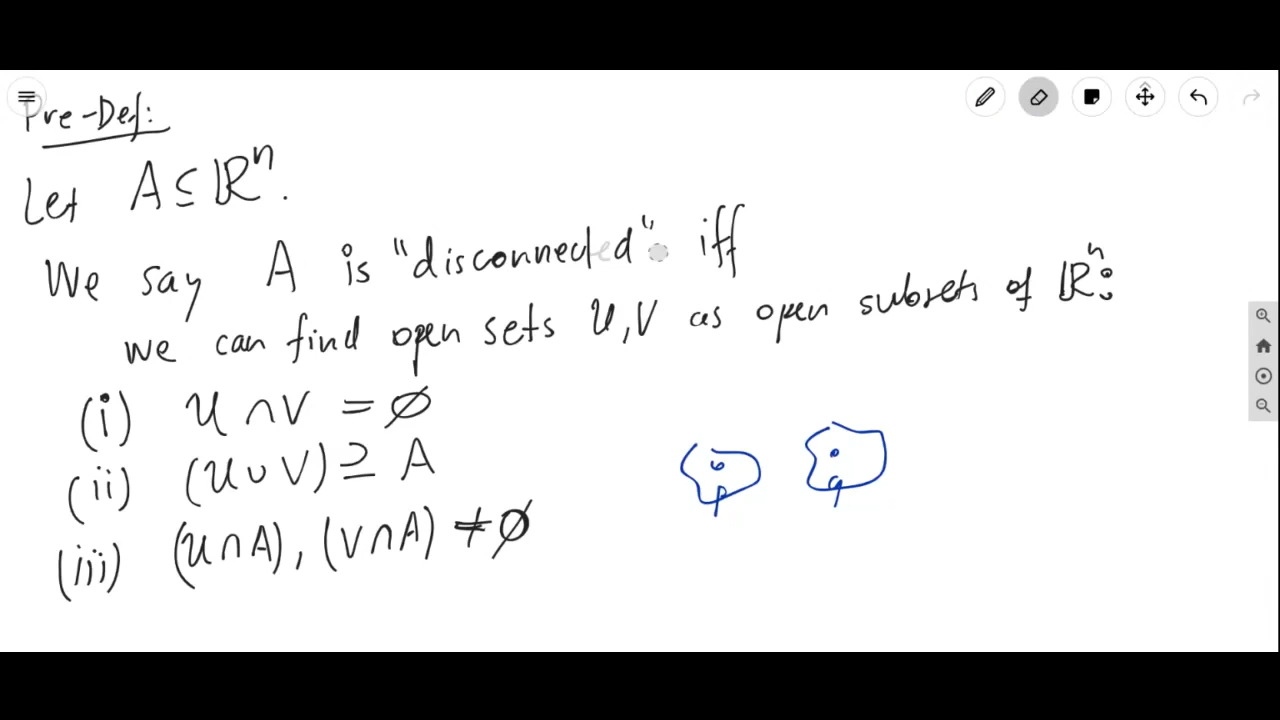 Pre-Def:
Let A ⊆ ℝⁿ.
We say A is "disconnected" iff
we can find open sets U, V as open subsets of ℝⁿ:
(i) U ∩ V = ∅
(ii) (U ∪ V) ⊇ A
(iii) (U ∩ A), (V ∩ A) ≠ ∅
p q